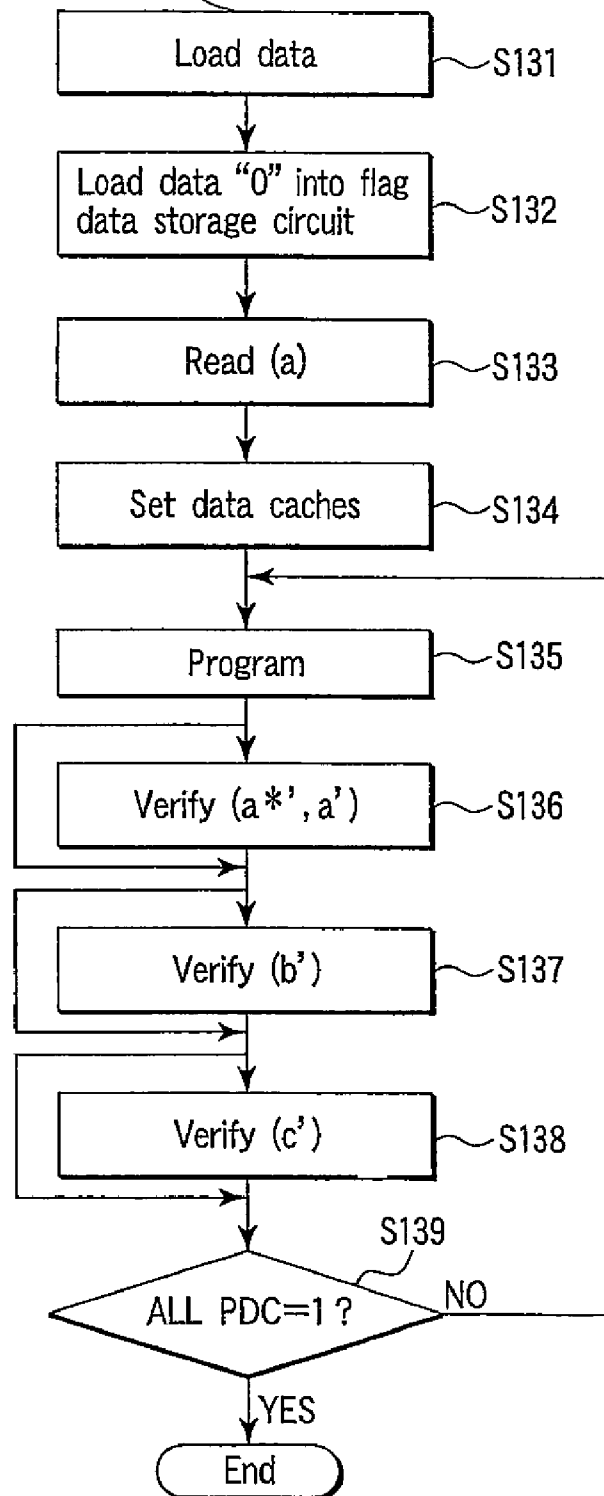 Load data
S131
Load data “0” into flag
data storage circuit
S132
Read (a)
S133
Set data caches
S134
Program
S135
Verify (a*’, a’)
S136
Verify (b’)
S137
Verify (c’)
S138
S139
ALL PDC=1?
NO
YES
End